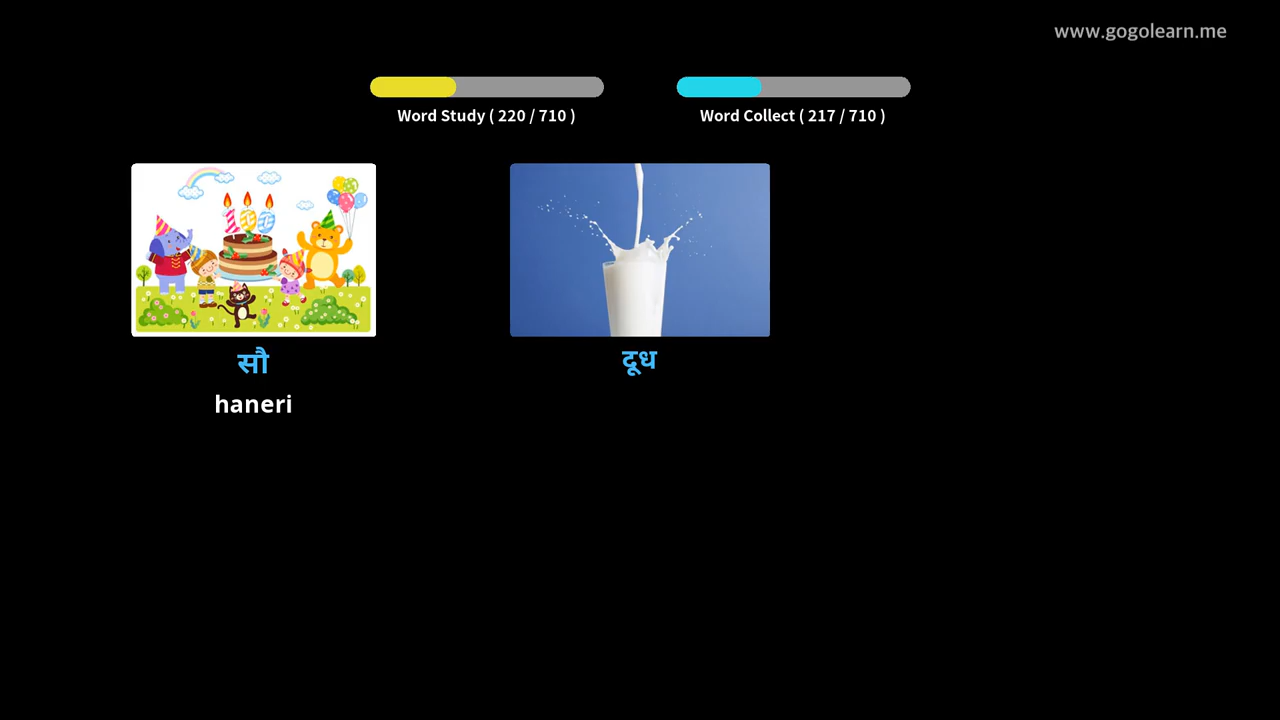 www.gogolearn.me
Word Study ( 220 / 710 )
Word Collect ( 217 / 710 )
100
सौ
दूध
haneri